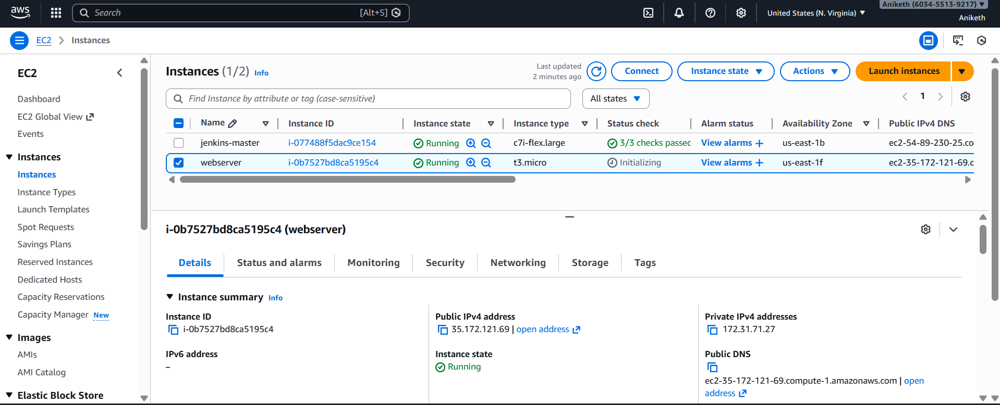 aws
Search [Alt+S]
United States (N. Virginia)
Aniketh (6034-5513-9217)
Aniketh
EC2 Instances
EC2
Dashboard
EC2 Global View
Events
Instances
Instances
Instance Types
Launch Templates
Spot Requests
Savings Plans
Reserved Instances
Dedicated Hosts
Capacity Reservations
Capacity Manager New
Images
AMIs
AMI Catalog
Elastic Block Store
Instances (1/2) Info
Last updated
2 minutes ago
Connect
Instance state
Actions
Launch instances
Find Instance by attribute or tag (case-sensitive)
All states
1
Name Instance ID Instance state Instance type Status check Alarm status Availability Zone Public IPv4 DNS
jenkins-master i-077488f5dac9ce154 Running c7i-flex.large 3/3 checks passed View alarms + us-east-1b ec2-54-89-230-25.co
webserver i-0b7527bd8ca5195c4 Running t3.micro Initializing View alarms + us-east-1f ec2-35-172-121-69.c
i-0b7527bd8ca5195c4 (webserver)
Details Status and alarms Monitoring Security Networking Storage Tags
Instance summary Info
Instance ID
i-0b7527bd8ca5195c4
IPv6 address
–
Public IPv4 address
35.172.121.69 | open address
Instance state
Running
Private IPv4 addresses
172.31.71.27
Public DNS
ec2-35-172-121-69.compute-1.amazonaws.com | open
address